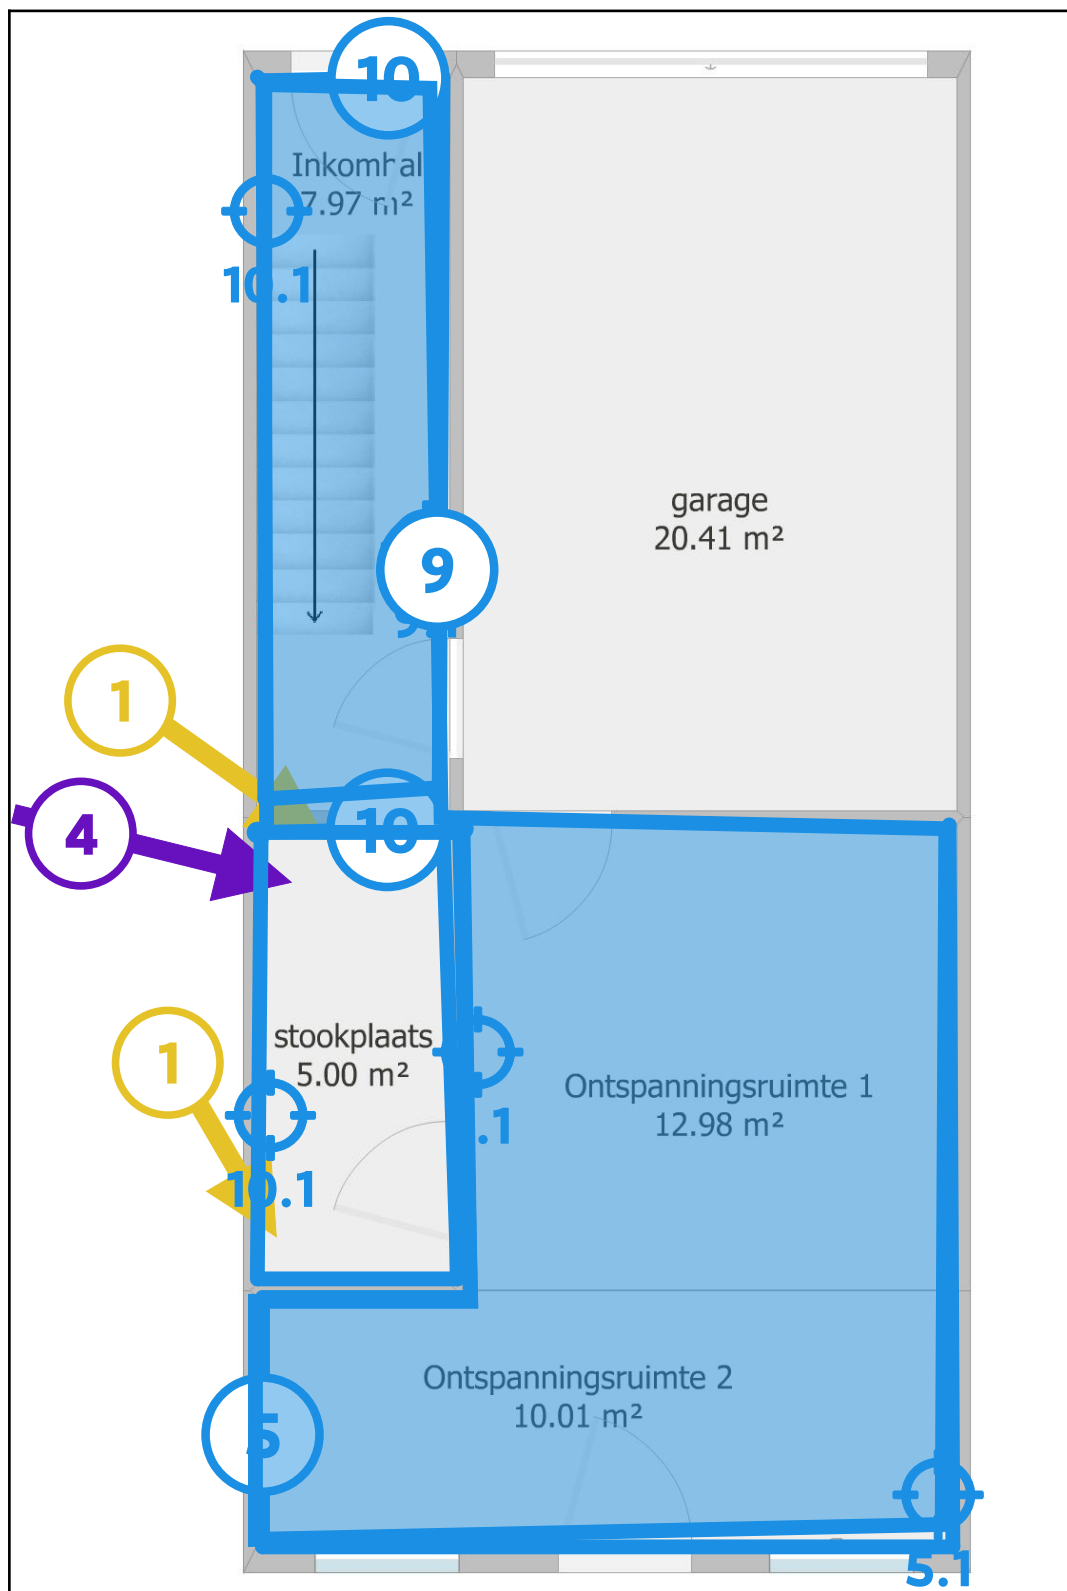 10
Inkomhal
7.97 m²
10.1
garage
20.41 m²
9
1
4
10
stookplaats
5.00 m²
1
Ontspanningsruimte 1
12.98 m²
.1
10.1
Ontspanningsruimte 2
10.01 m²
5
5.1